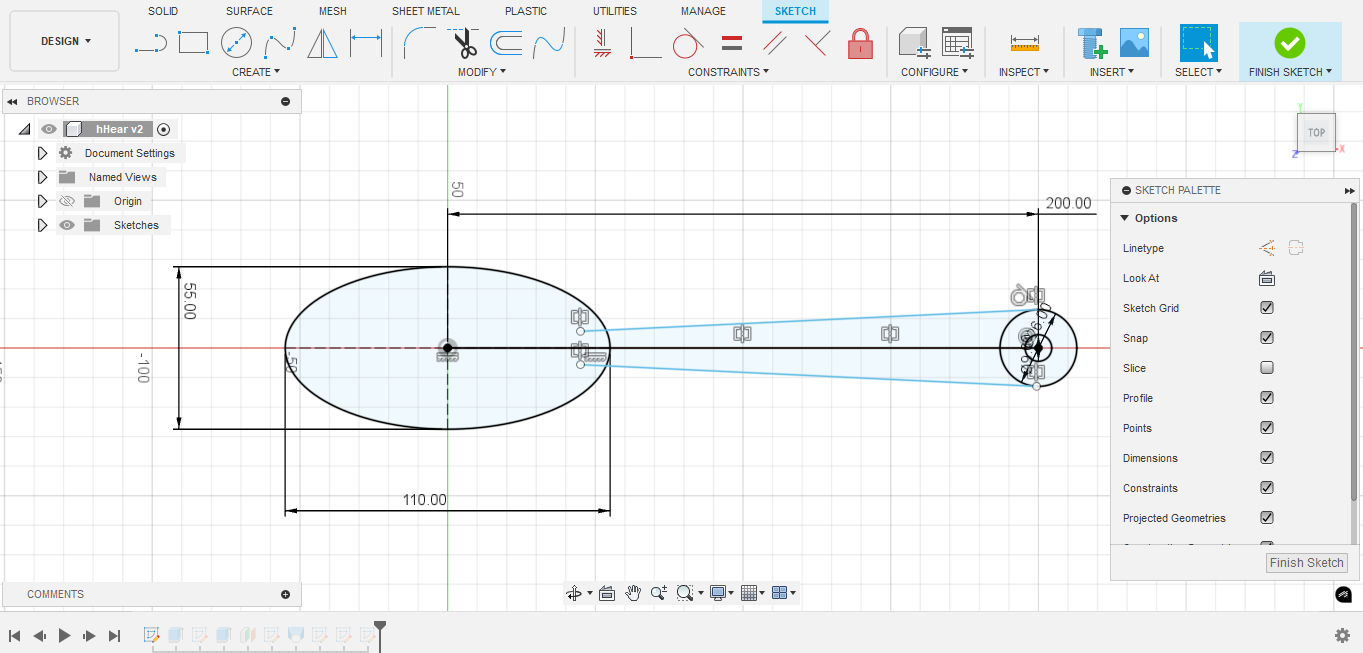 SOLID SURFACE MESH SHEET METAL PLASTIC UTILITIES MANAGE SKETCH
DESIGN
CREATE MODIFY CONSTRAINTS CONFIGURE INSPECT INSERT SELECT FINISH SKETCH
BROWSER
hHear v2
Document Settings
Named Views
Origin
Sketches
TOP
Y
Z
X
SKETCH PALETTE
Options
Linetype
Look At
Sketch Grid
Snap
Slice
Profile
Points
Dimensions
Constraints
Projected Geometries
Finish Sketch
50
200.00
55.00
-50
-100
110.00
COMMENTS